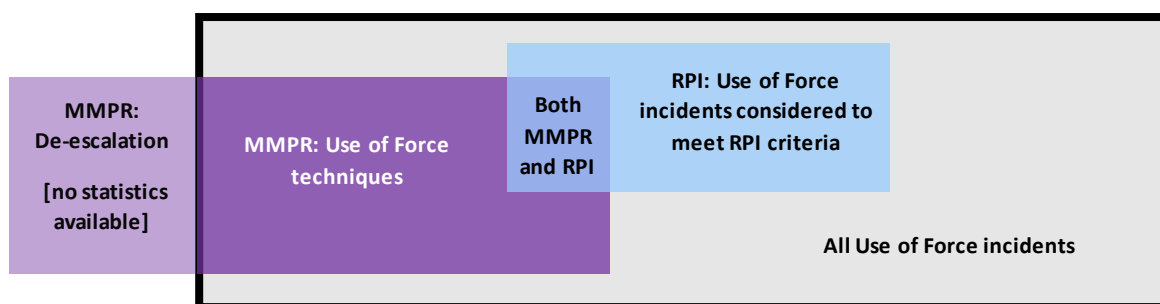 MMPR:
De-escalation
[no statistics
available]
MMPR: Use of Force
techniques
Both
MMPR
and RPI
RPI: Use of Force
incidents considered to
meet RPI criteria
All Use of Force incidents